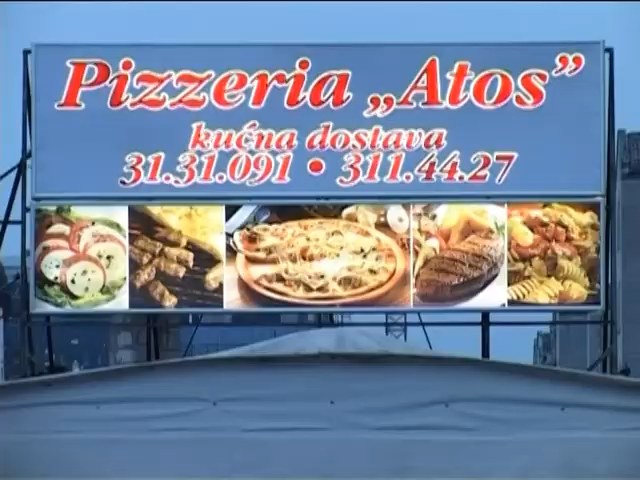 Pizzeria „Atos”
kućna dostava
31.31.091 • 311.44.27